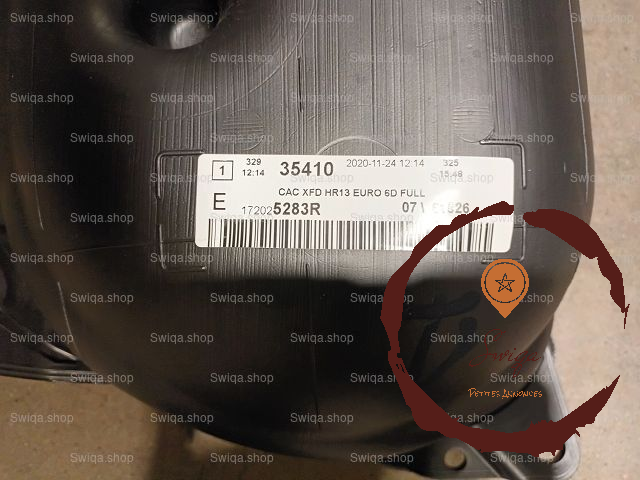 1 329 12:14 35410 2020-11-24 12:14 325 15:48
CAC XFD HR13 EURO 6D FULL
E 172025283R
Swiqa
PETITES ANNONCES
Swiqa.shop